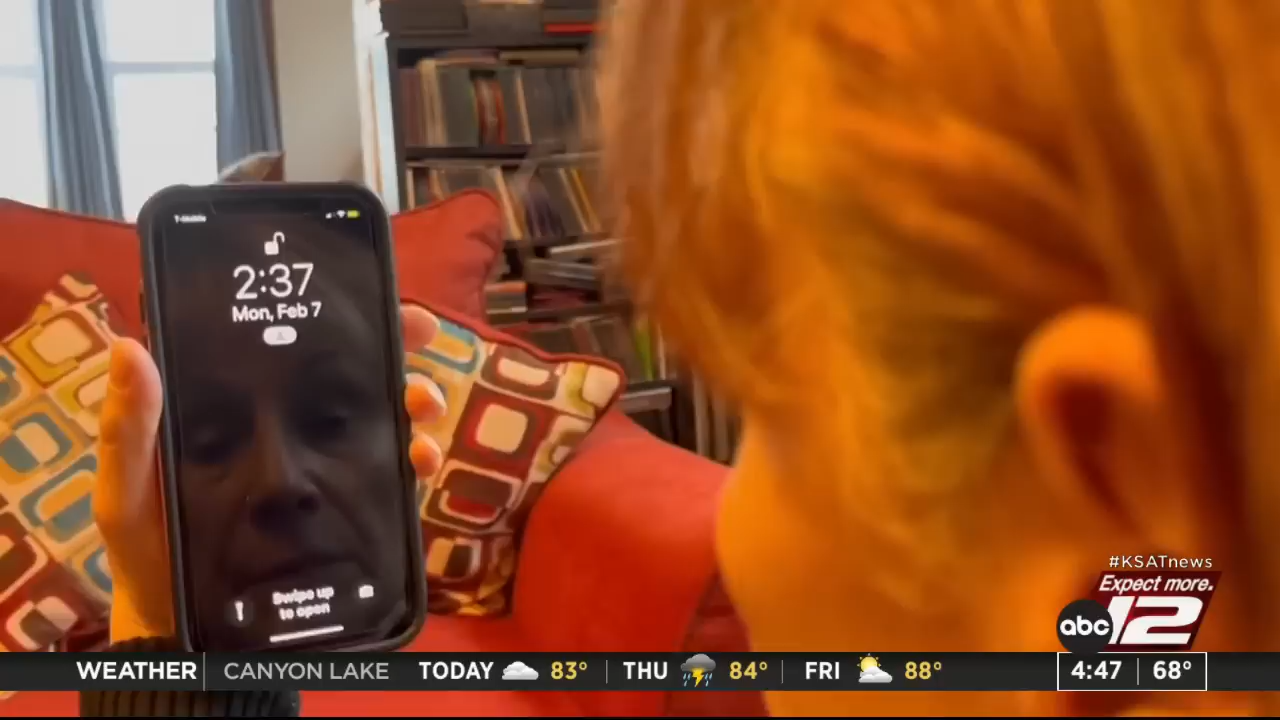 T-Mobile
2:37
Mon, Feb 7
Swipe up
to open
#KSATnews
Expect more.
abc 12
WEATHER CANYON LAKE TODAY 83° THU 84° FRI 88° 4:47 68°